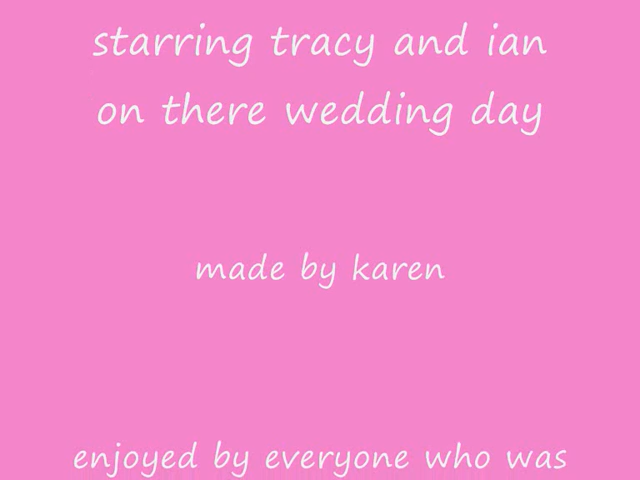 starring tracy and ian
on there wedding day
made by karen
enjoyed by everyone who was